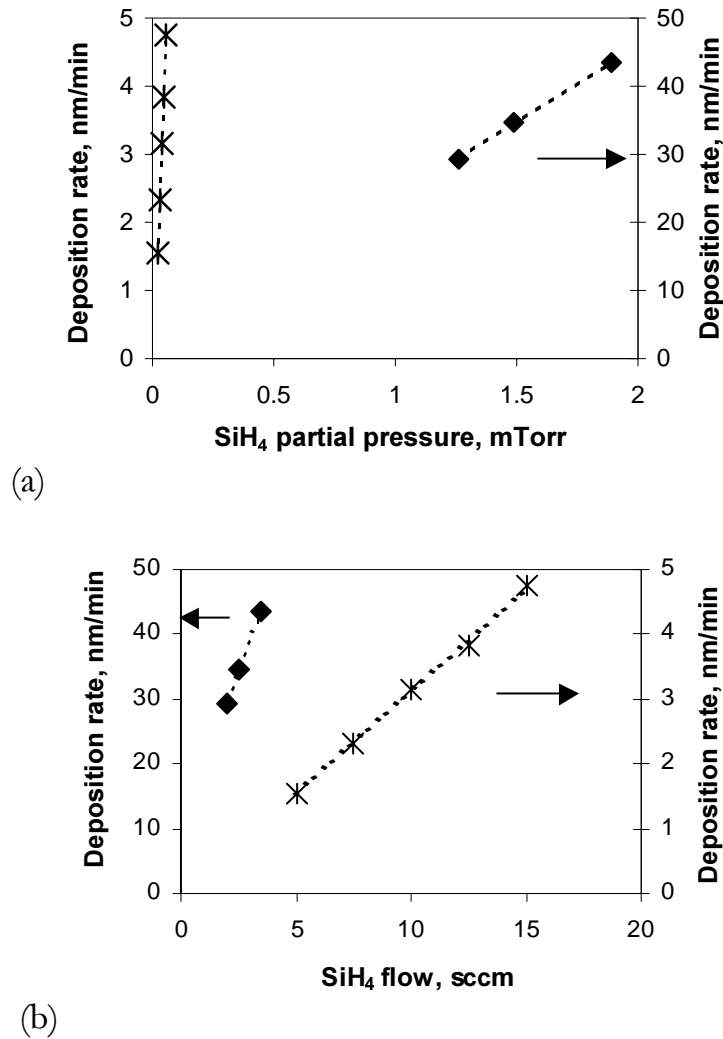 5
4
3
2
1
0
Deposition rate, nm/min
50
40
30
20
10
0
Deposition rate, nm/min
0 0.5 1 1.5 2
SiH₄ partial pressure, mTorr
(a)
50
40
30
20
10
0
Deposition rate, nm/min
5
4
3
2
1
0
Deposition rate, nm/min
0 5 10 15 20
SiH₄ flow, sccm
(b)